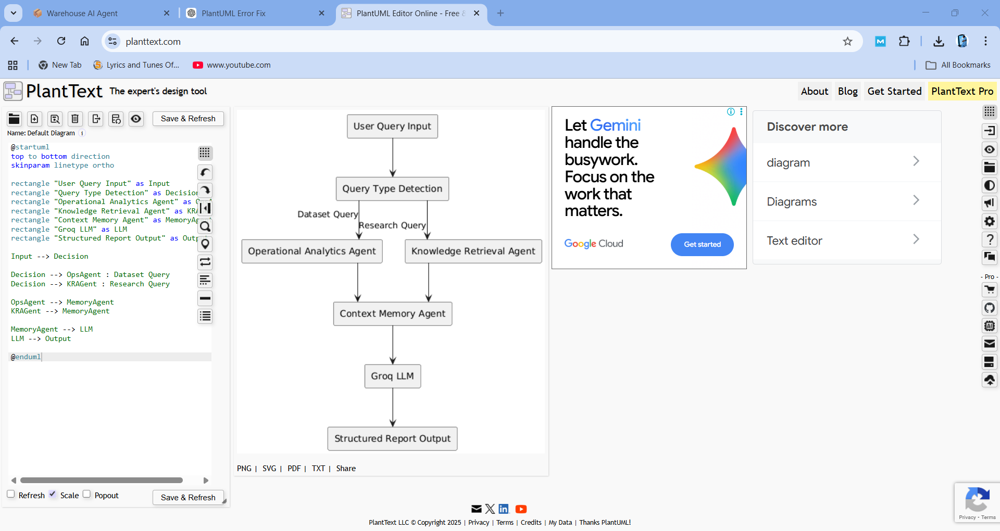 Warehouse AI Agent
PlantUML Error Fix
PlantUML Editor Online - Free &
planttext.com
New Tab
Lyrics and Tunes Of...
www.youtube.com
All Bookmarks
PlantText The expert's design tool
About
Blog
Get Started
PlantText Pro
Save & Refresh
Name: Default Diagram i
@startuml
top to bottom direction
skinparam linetype ortho
rectangle "User Query Input" as Input
rectangle "Query Type Detection" as Decision
rectangle "Operational Analytics Agent" as
rectangle "Knowledge Retrieval Agent" as KRA
rectangle "Context Memory Agent" as MemoryAg
rectangle "Groq LLM" as LLM
rectangle "Structured Report Output" as Outp
Input --> Decision
Decision --> OpsAgent : Dataset Query
Decision --> KRAGent : Research Query
OpsAgent --> MemoryAgent
KRAGent --> MemoryAgent
MemoryAgent --> LLM
LLM --> Output
@enduml
Refresh
Scale
Popout
Save & Refresh
User Query Input
Query Type Detection
Dataset Query
Research Query
Operational Analytics Agent
Knowledge Retrieval Agent
Context Memory Agent
Groq LLM
Structured Report Output
PNG | SVG | PDF | TXT | Share
Let Gemini
handle the
busywork.
Focus on the
work that
matters.
Google Cloud
Get started
Discover more
diagram
Diagrams
Text editor
- Pro -
AI
Privacy - Terms
PlantText LLC © Copyright 2025 | Privacy | Terms | Credits | My Data | Thanks PlantUML!